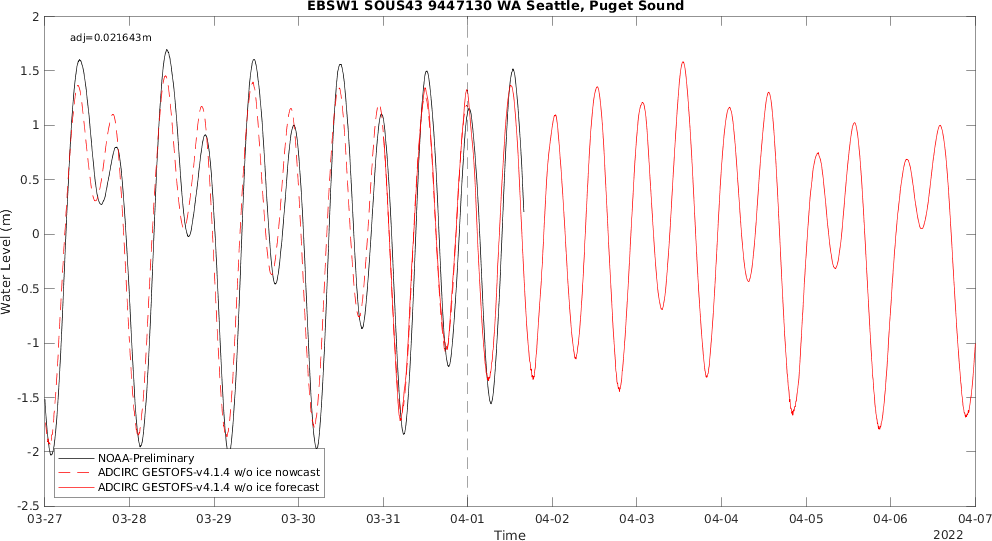 EBSW1 SOUS43 9447130 WA Seattle, Puget Sound
adj=0.021643m
2
1.5
1
0.5
0
-0.5
-1
-1.5
-2
-2.5
Water Level (m)
NOAA-Preliminary
ADCIRC GESTOFS-v4.1.4 w/o ice nowcast
ADCIRC GESTOFS-v4.1.4 w/o ice forecast
03-27 03-28 03-29 03-30 03-31 04-01 04-02 04-03 04-04 04-05 04-06 04-07
Time
2022